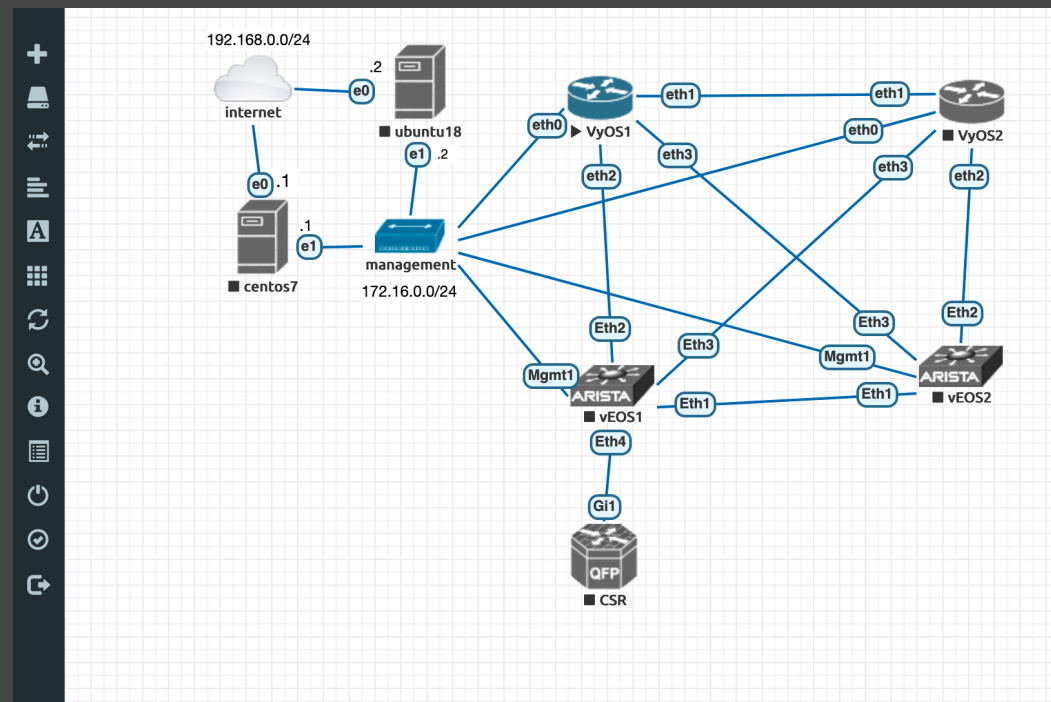 192.168.0.0/24
.2
e0
internet
ubuntu18
e1 .2
e0 .1
.1
e1
centos7
management
172.16.0.0/24
eth1
eth1
eth0
VyOS1
eth0
VyOS2
eth3
eth3
eth2
eth2
Eth2
Eth3
Eth3
Eth2
Mgmt1
Mgmt1
ARISTA
ARISTA
Eth1
Eth1
vEOS1
vEOS2
Eth4
Gi1
QFP
CSR
A